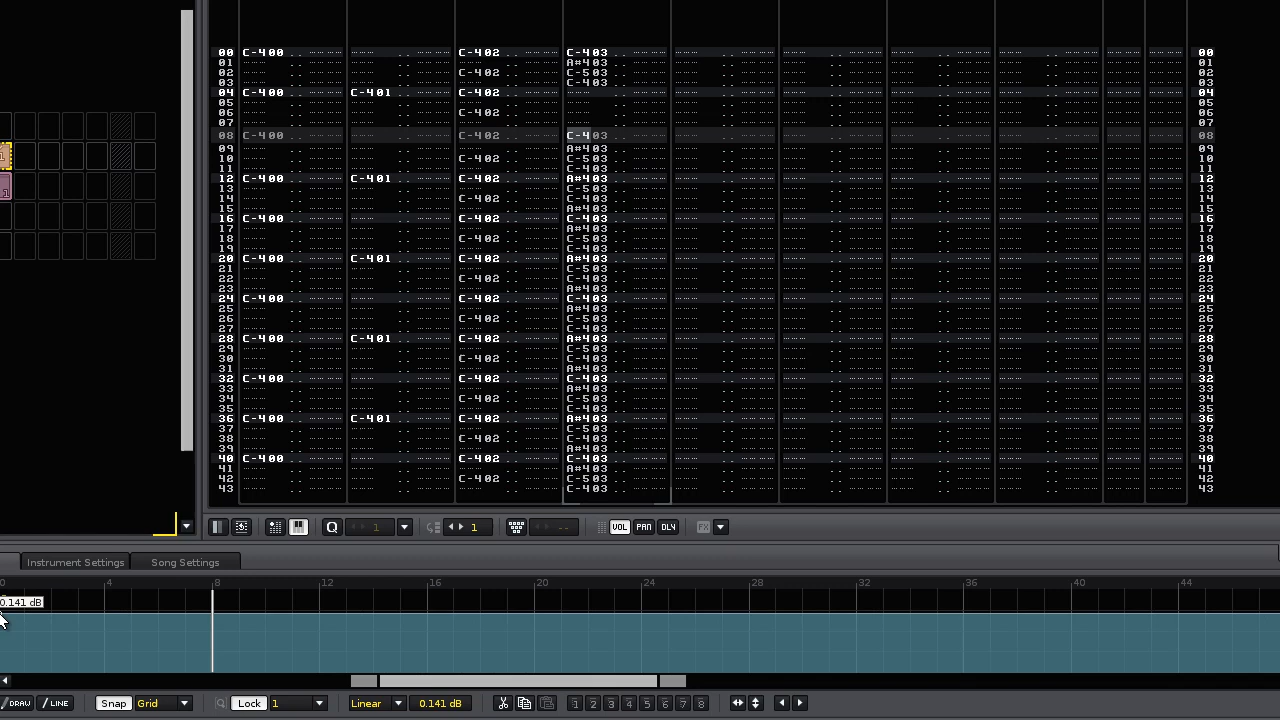 00 C-400 C-402 C-403 00
01 A#403 01
02 C-402 C-503 02
03 C-403 03
04 C-400 C-401 C-402 04
05 05
06 C-402 06
07 07
08 C-400 C-402 C-403 08
09 A#403 09
10 C-402 C-503 10
11 C-403 11
12 C-400 C-401 C-402 A#403 12
13 C-503 13
14 C-402 C-403 14
15 A#403 15
16 C-400 C-402 C-403 16
17 A#403 17
18 C-402 C-503 18
19 C-403 19
20 C-400 C-401 C-402 A#403 20
21 C-503 21
22 C-402 C-403 22
23 A#403 23
24 C-400 C-402 C-403 24
25 A#403 25
26 C-402 C-503 26
27 C-403 27
28 C-400 C-401 C-402 A#403 28
29 C-503 29
30 C-402 C-403 30
31 A#403 31
32 C-400 C-402 C-403 32
33 A#403 33
34 C-402 C-503 34
35 C-403 35
36 C-400 C-401 C-402 A#403 36
37 C-503 37
38 C-402 C-403 38
39 A#403 39
40 C-400 C-402 C-403 40
41 A#403 41
42 C-402 C-503 42
43 C-403 43
Q 1 1 -- VOL PAN DLY FX
Instrument Settings Song Settings
0 4 8 12 16 20 24 28 32 36 40 44
0.141 dB
DRAW LINE Snap Grid Lock 1 Linear 0.141 dB 1 2 3 4 5 6 7 8